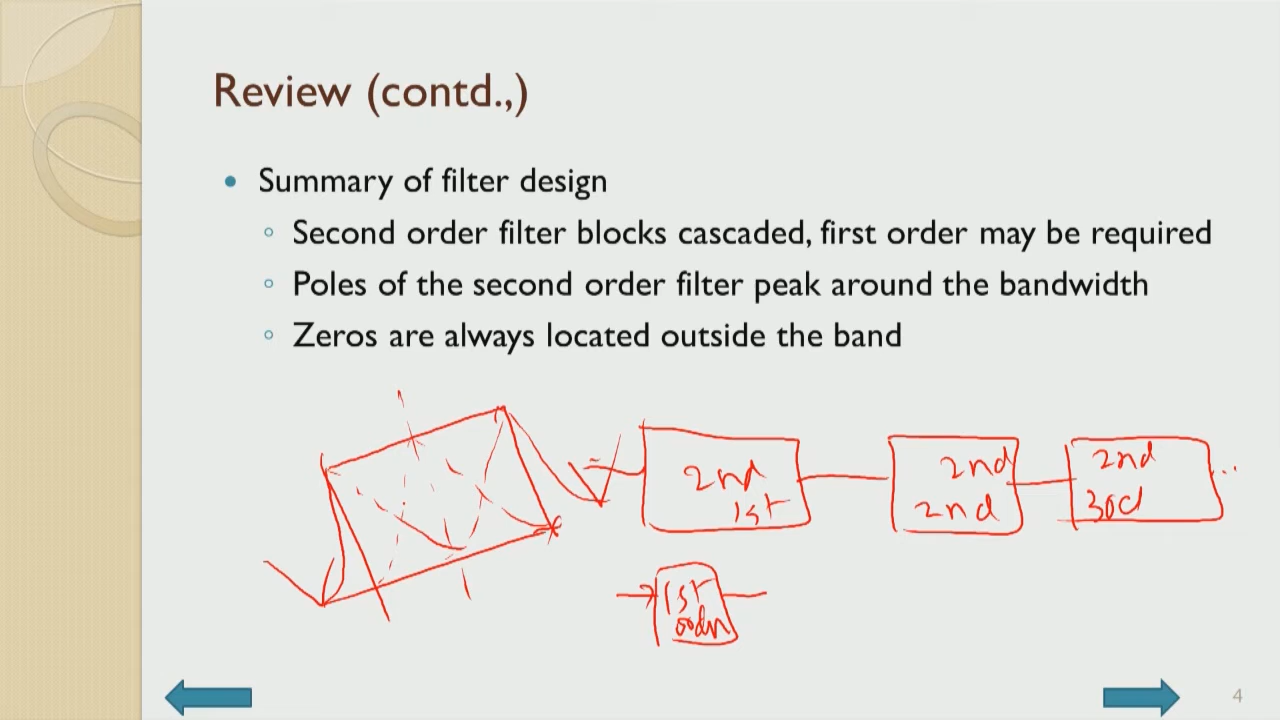 Review (contd.,)
• Summary of filter design
◦ Second order filter blocks cascaded, first order may be required
◦ Poles of the second order filter peak around the bandwidth
◦ Zeros are always located outside the band
2nd 2nd 2nd ...
1st 2nd 
1st
4